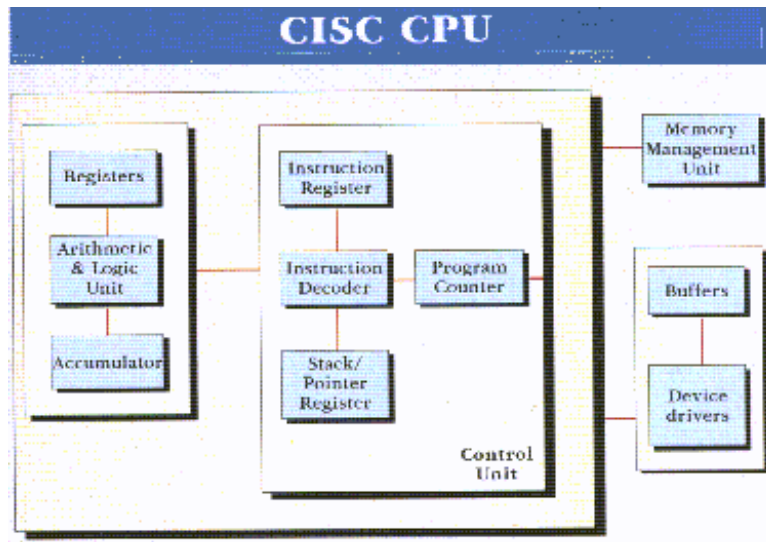 CISC CPU
Registers
Arithmetic
& Logic
Unit
Accumulator
Instruction
Register
Instruction
Decoder
Stack/
Pointer
Register
Program
Counter
Control
Unit
Memory
Management
Unit
Buffers
Device
drivers